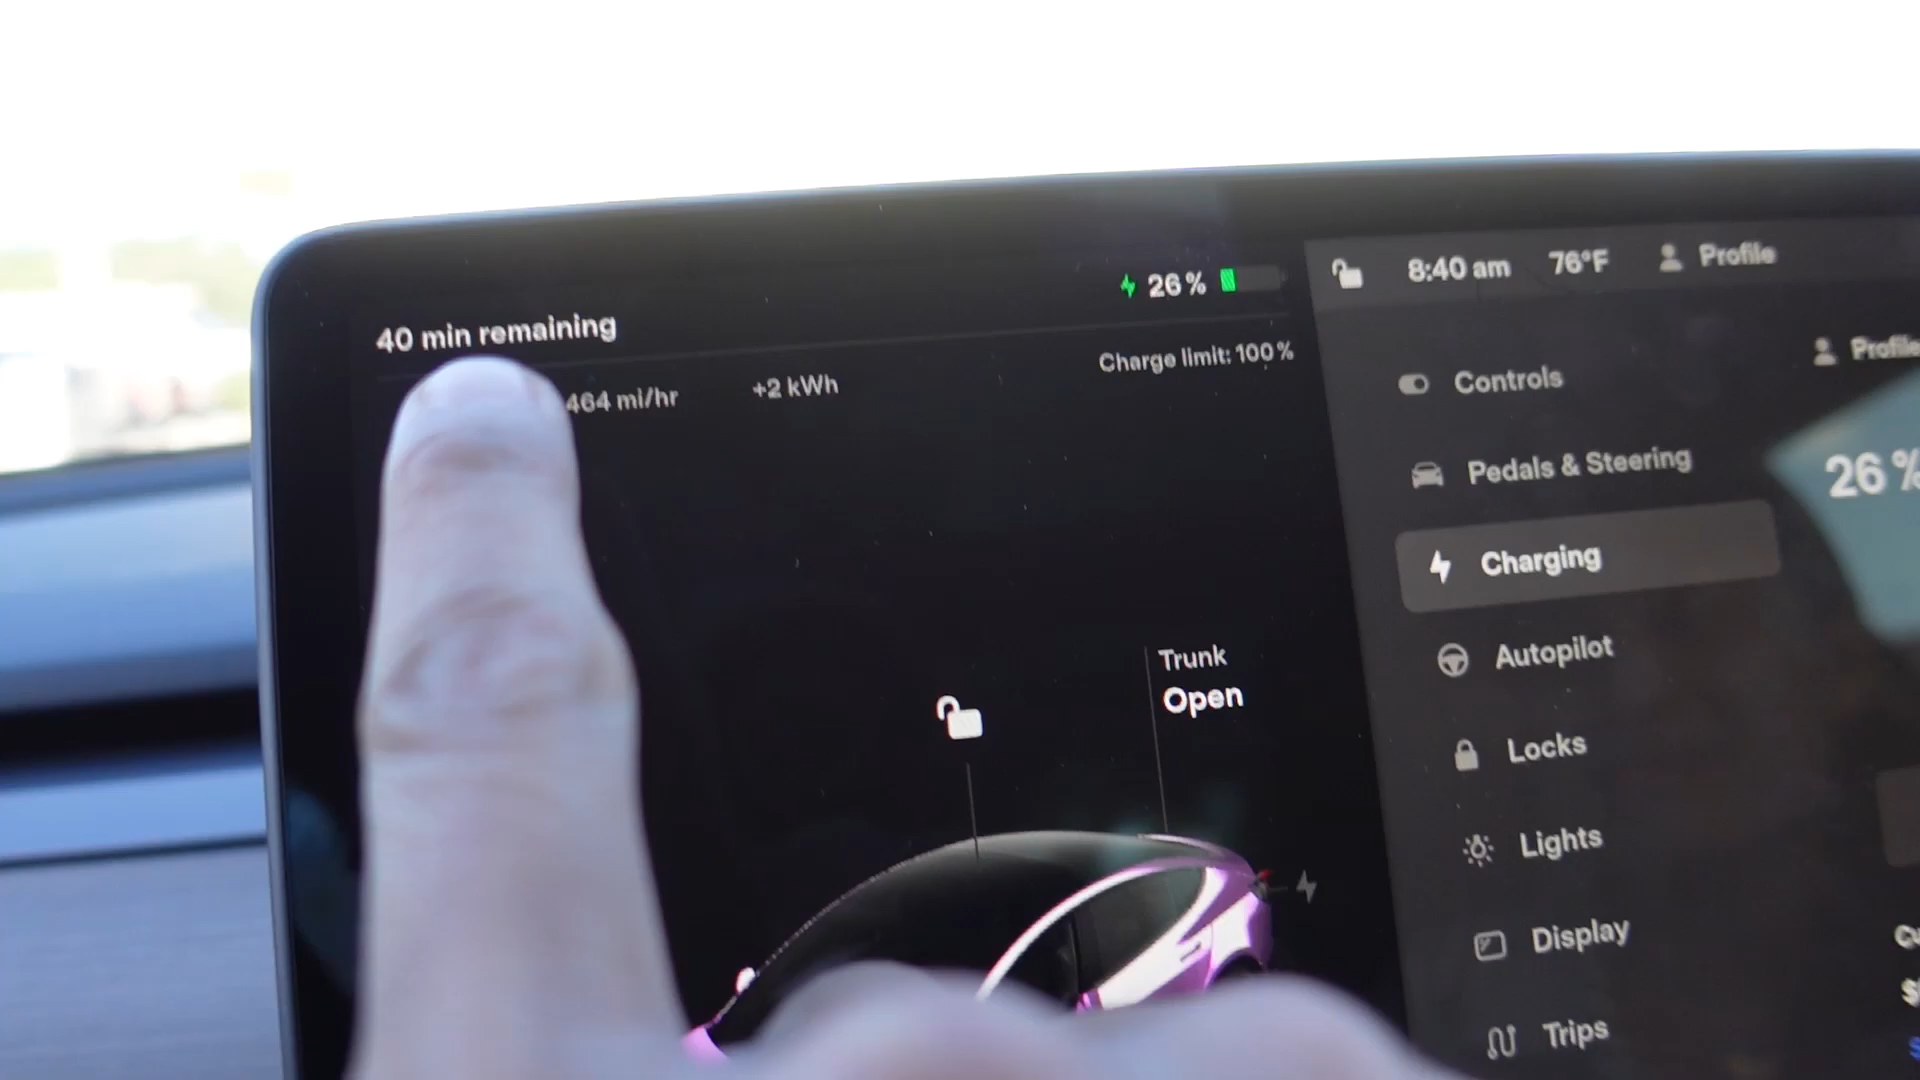 40 min remaining
26%
464 mi/hr
+2 kWh
Charge limit: 100%
8:40 am
76°F
Profile
Profile
Controls
Pedals & Steering
26%
Charging
Autopilot
Locks
Lights
Display
Trips
Trunk
Open